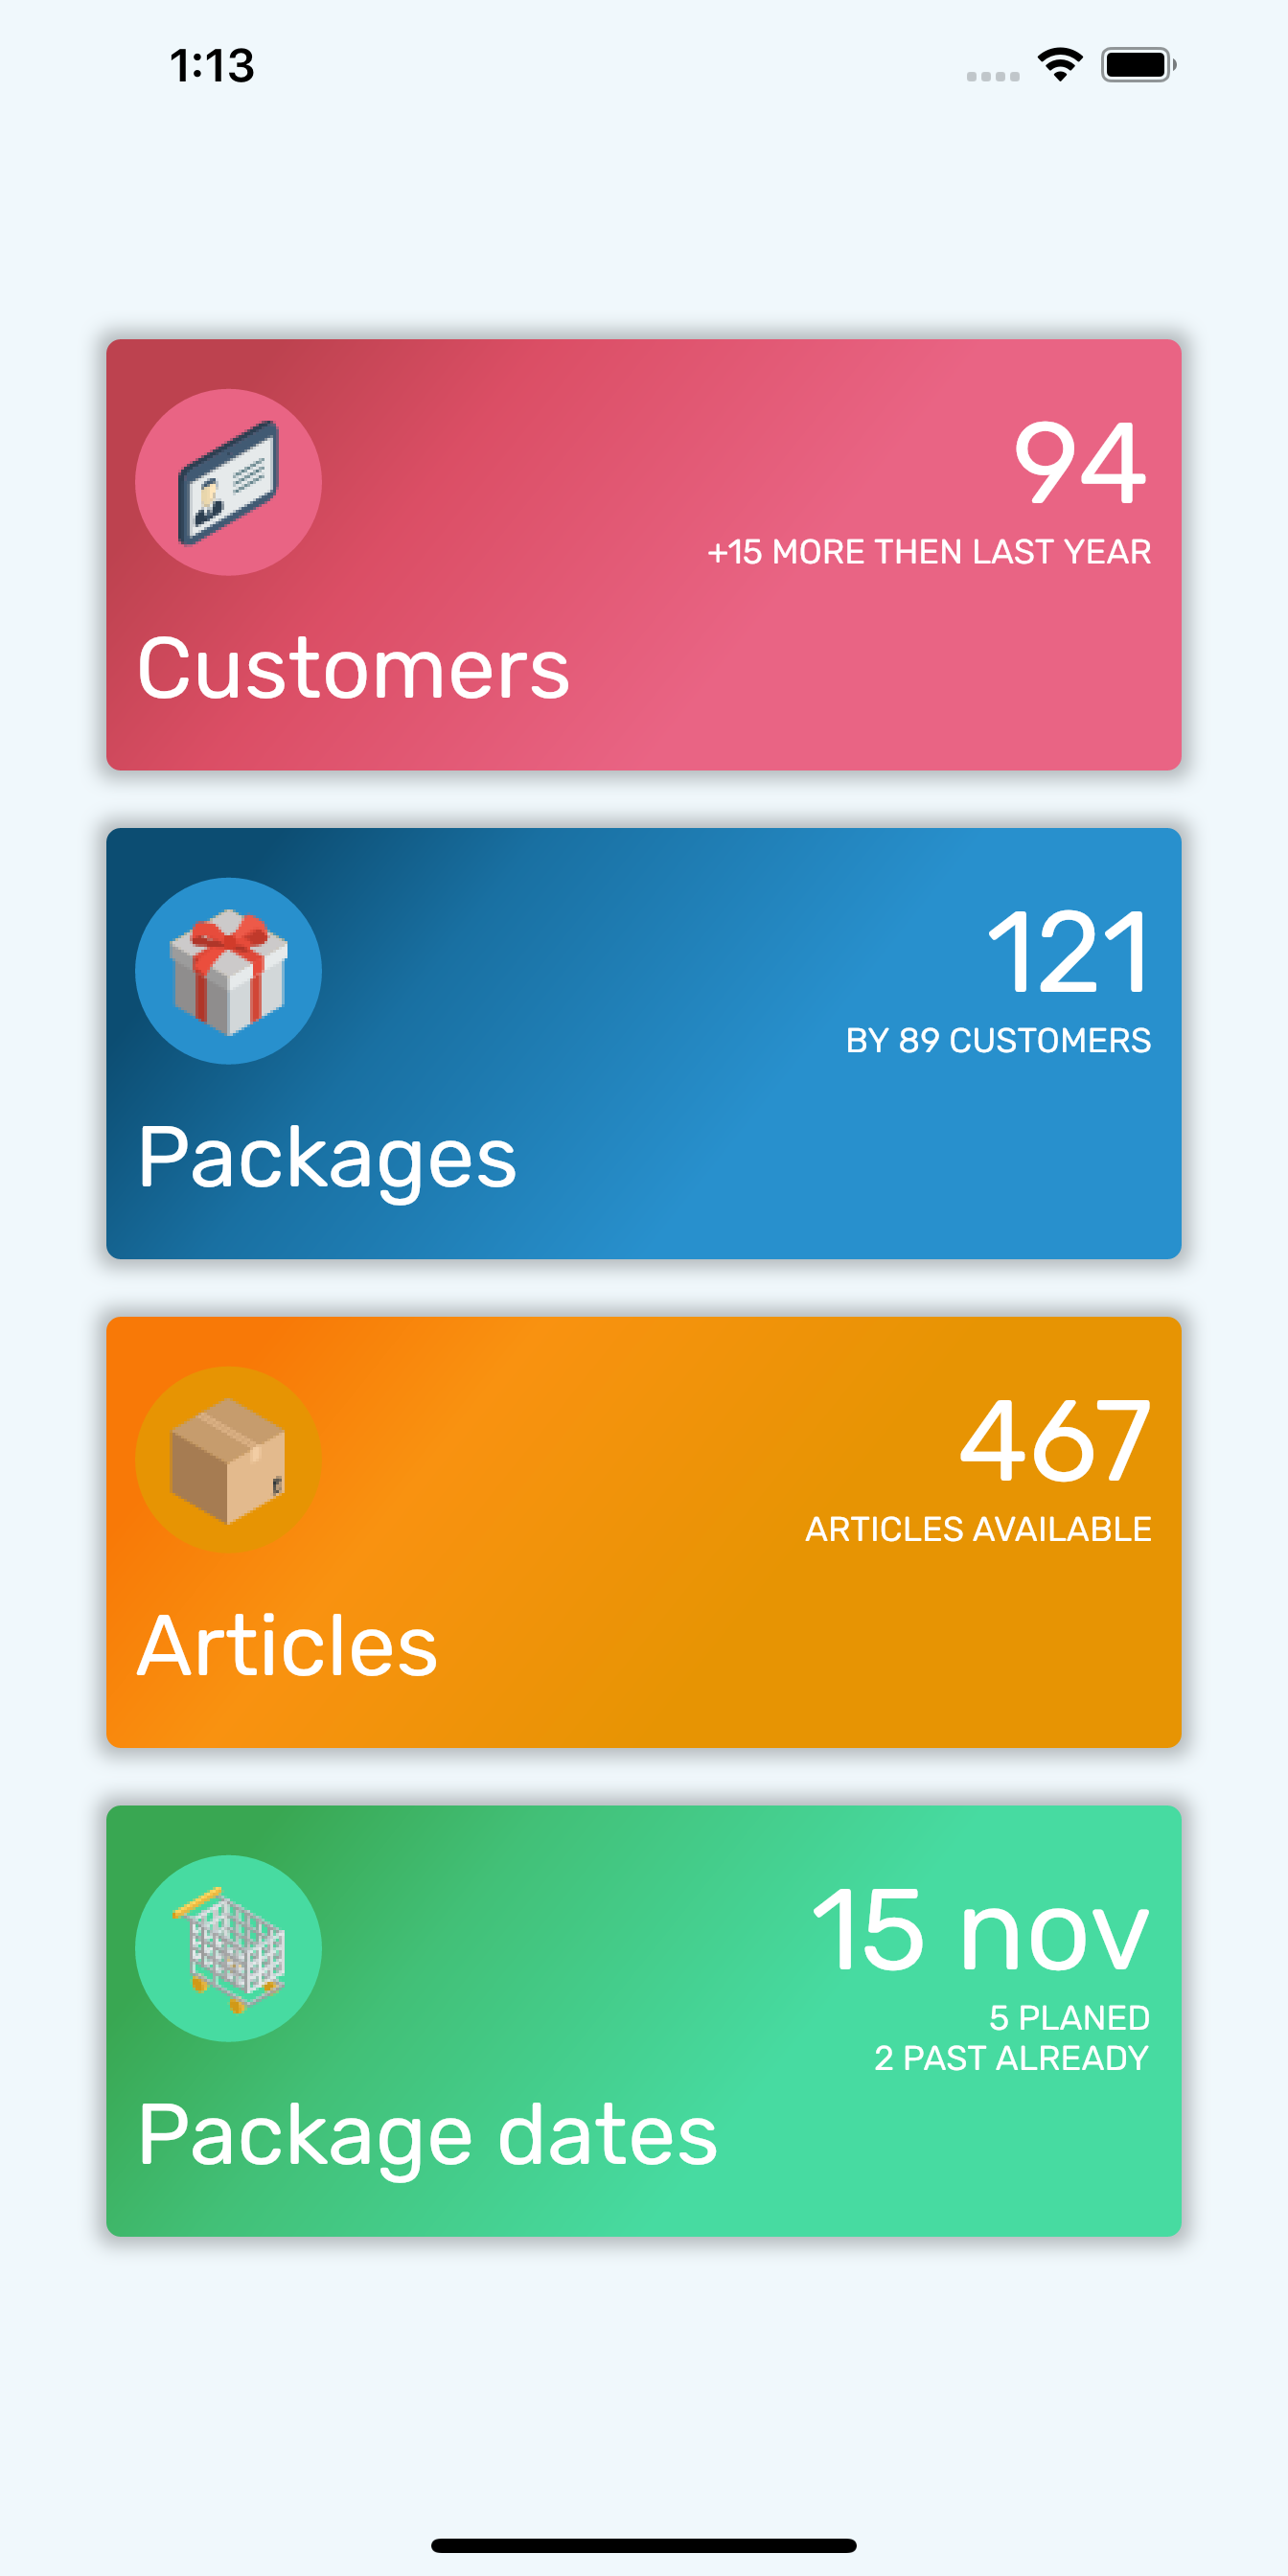 1:13
94
+15 MORE THEN LAST YEAR
Customers
121
BY 89 CUSTOMERS
Packages
467
ARTICLES AVAILABLE
Articles
15 nov
5 PLANED
2 PAST ALREADY
Package dates